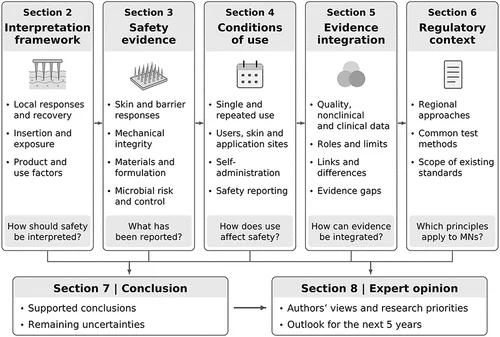 Section 2
Interpretation
framework
• Local responses
and recovery
• Insertion and
exposure
• Product and
use factors
How should safety
be interpreted?
Section 3
Safety
evidence
• Skin and barrier
responses
• Mechanical
integrity
• Materials and
formulation
• Microbial risk
and control
What has
been reported?
Section 4
Conditions
of use
• Single and
repeated use
• Users, skin and
application sites
• Self-
administration
• Safety reporting
How does use
affect safety?
Section 5
Evidence
integration
• Quality,
nonclinical
and clinical data
• Roles and limits
• Links and
differences
• Evidence gaps
How can evidence
be integrated?
Section 6
Regulatory
context
• Regional
approaches
• Common test
methods
• Scope of existing
standards
Which principles
apply to MNs?
Section 7 | Conclusion
• Supported conclusions
• Remaining uncertainties
Section 8 | Expert opinion
• Authors’ views and research priorities
• Outlook for the next 5 years